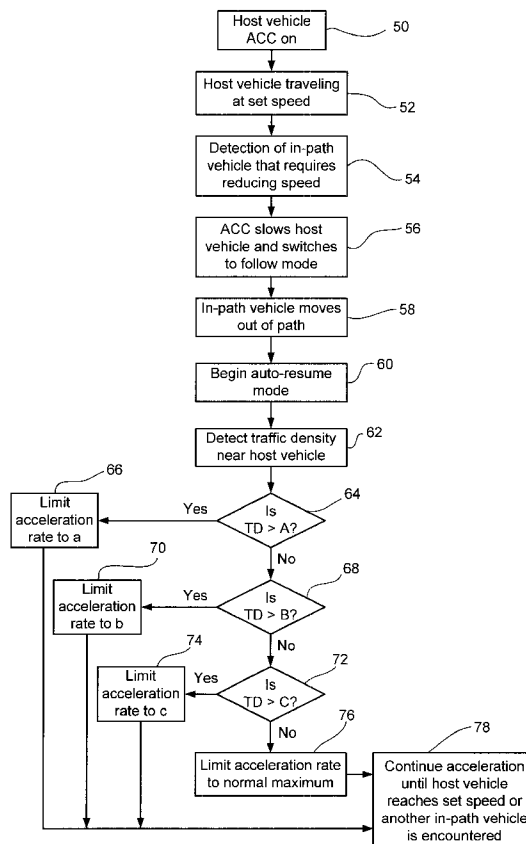 Host vehicle
ACC on
50
Host vehicle traveling
at set speed
52
Detection of in-path
vehicle that requires
reducing speed
54
ACC slows host
vehicle and switches
to follow mode
56
In-path vehicle moves
out of path
58
Begin auto-resume
mode
60
Detect traffic density
near host vehicle
62
66
Limit
acceleration
rate to a
Yes
Is
TD > A?
64
No
70
Limit
acceleration
rate to b
Yes
Is
TD > B?
68
No
74
Limit
acceleration
rate to c
Yes
Is
TD > C?
72
No
76
Limit acceleration rate
to normal maximum
78
Continue acceleration
until host vehicle
reaches set speed or
another in-path vehicle
is encountered